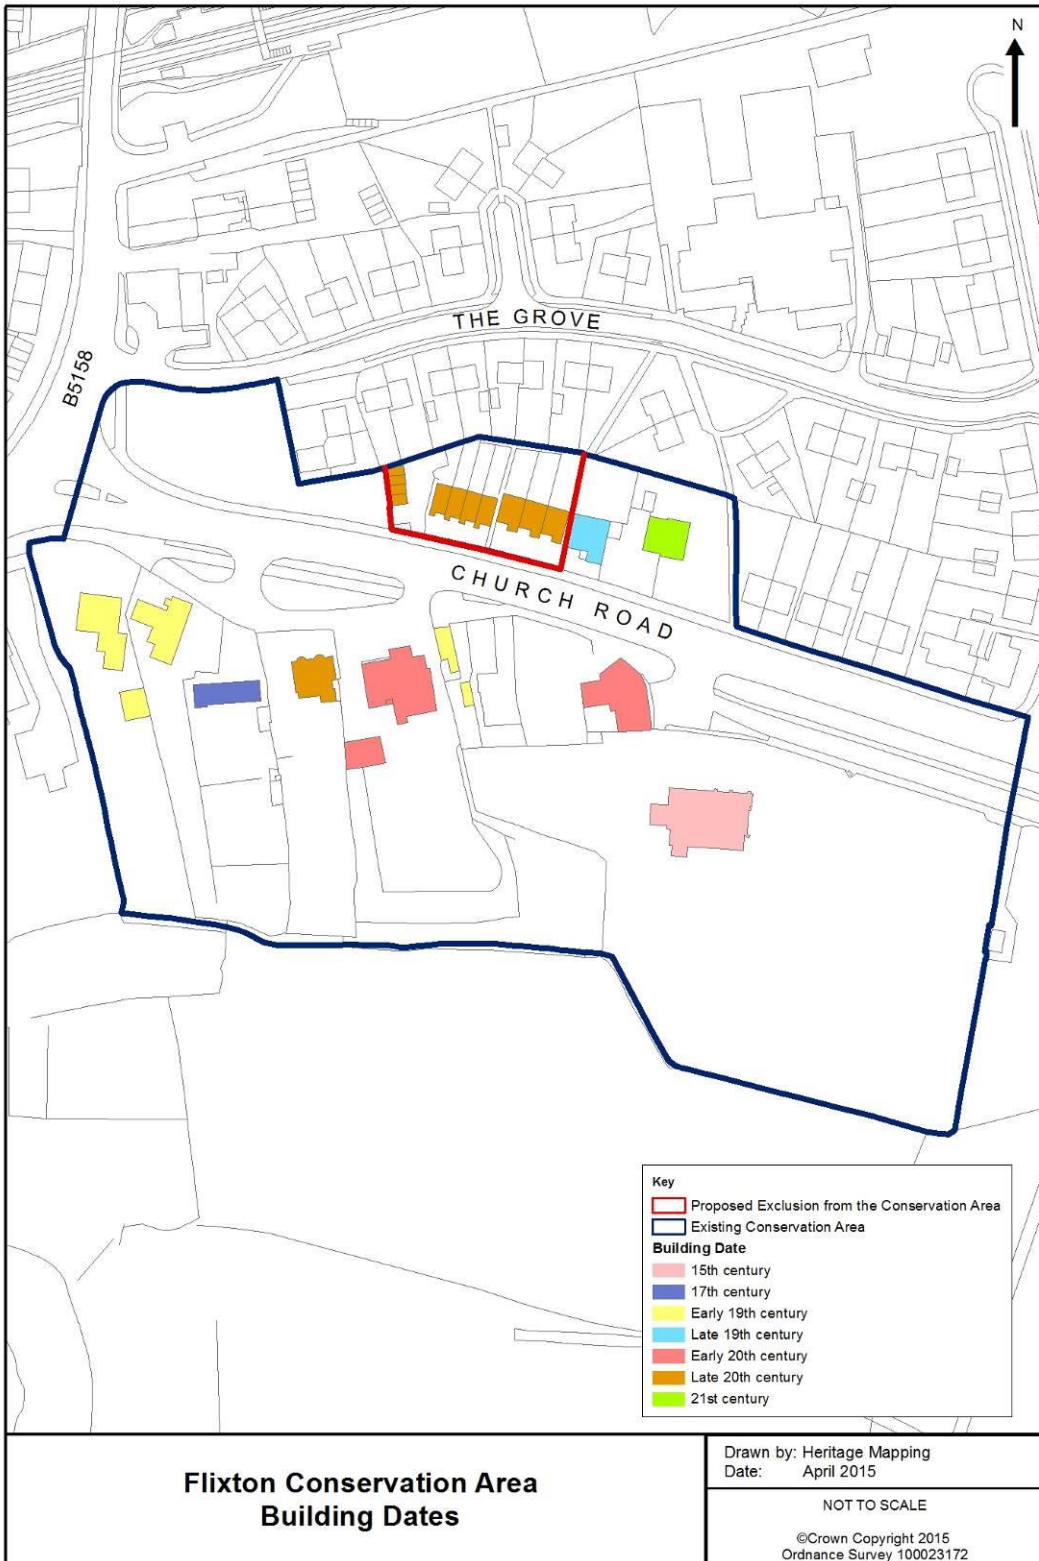 N
THE GROVE
B5158
CHURCH ROAD
Key
Proposed Exclusion from the Conservation Area
Existing Conservation Area
Building Date
15th century
17th century
Early 19th century
Late 19th century
Early 20th century
Late 20th century
21st century
Flixton Conservation Area
Building Dates
Drawn by: Heritage Mapping
Date: April 2015
NOT TO SCALE
©Crown Copyright 2015
Ordnance Survey 100023172